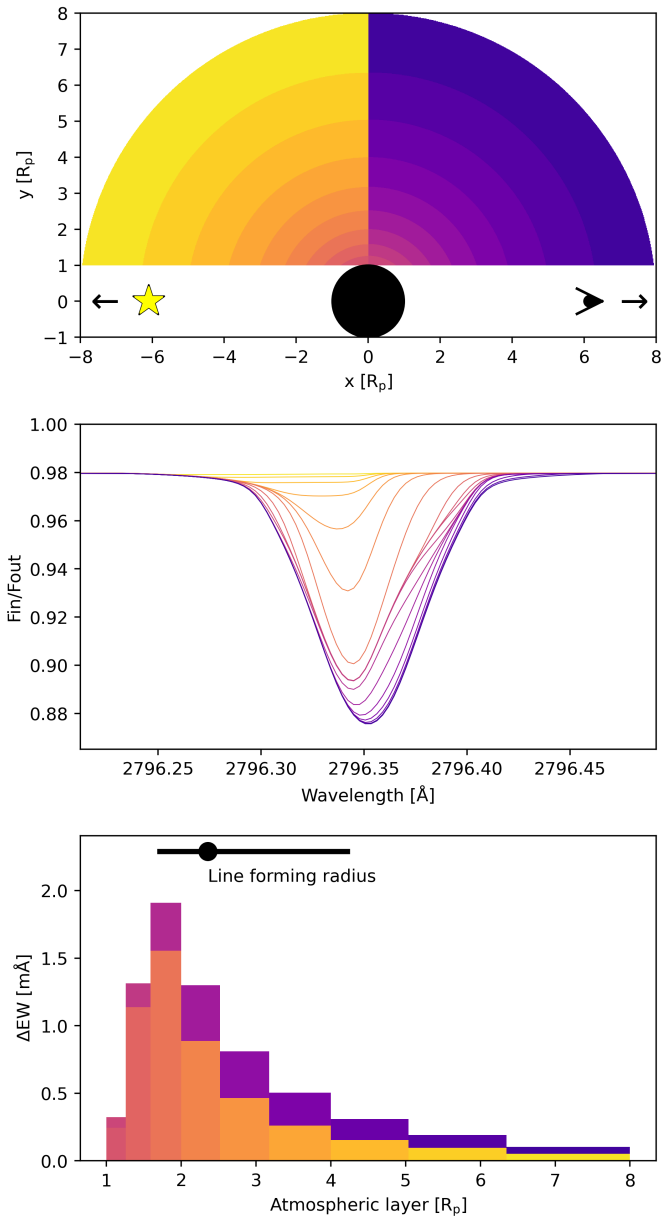 8
7
6
5
4
3
2
1
0
−1
y [Rp]
−8 −6 −4 −2 0 2 4 6 8
x [Rp]
1.00
0.98
0.96
0.94
0.92
0.90
0.88
Fin/Fout
2796.25 2796.30 2796.35 2796.40 2796.45
Wavelength [Å]
Line forming radius
2.0
1.5
1.0
0.5
0.0
ΔEW [mÅ]
1 2 3 4 5 6 7 8
Atmospheric layer [Rp]